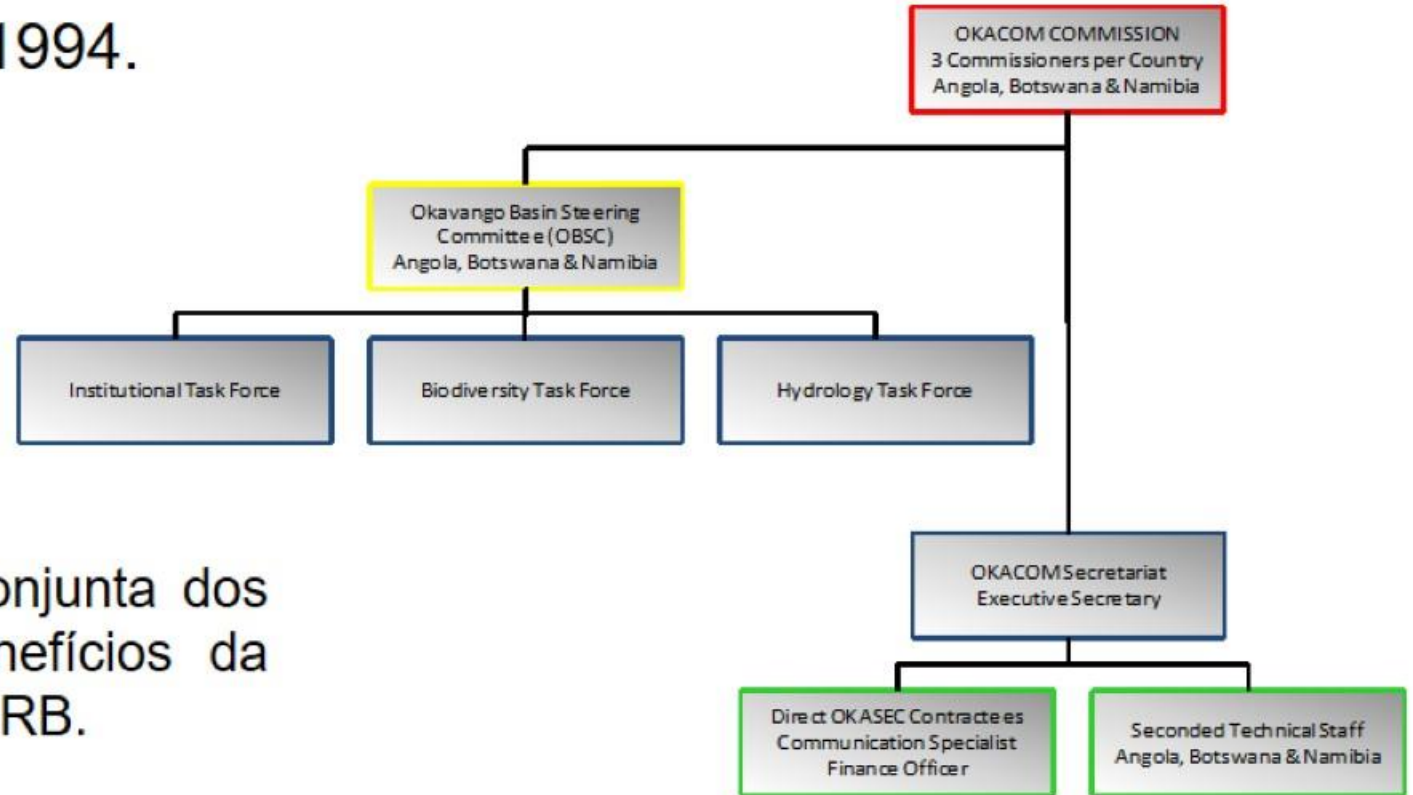 1994.
OKACOM COMMISSION
3 Commissioners per Country
Angola, Botswana & Namibia
Okavango Basin Steering
Committee (OBSC)
Angola, Botswana & Namibia
Institutional Task Force
Biodiversity Task Force
Hydrology Task Force
onjunta dos
nefícios da
RB.
OKACOM Secretariat
Executive Secretary
Direct OKASEC Contractees
Communication Specialist
Finance Officer
Seconded Technical Staff
Angola, Botswana & Namibia